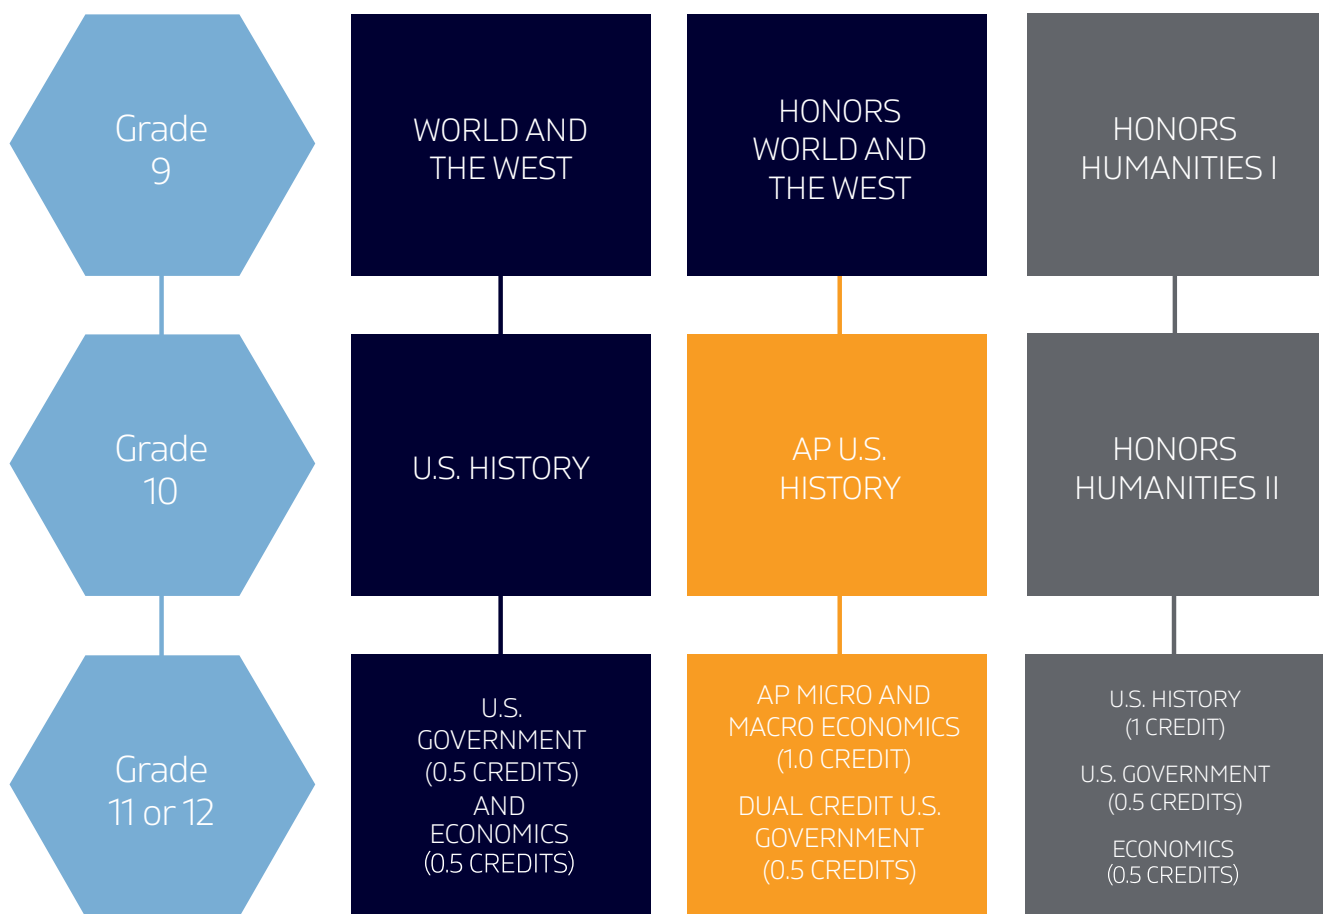 Grade
9
WORLD AND
THE WEST
HONORS
WORLD AND
THE WEST
HONORS
HUMANITIES I
Grade
10
U.S. HISTORY
AP U.S.
HISTORY
HONORS
HUMANITIES II
Grade
11 or 12
U.S.
GOVERNMENT
(0.5 CREDITS)
AND
ECONOMICS
(0.5 CREDITS)
AP MICRO AND
MACRO ECONOMICS
(1.0 CREDIT)
DUAL CREDIT U.S.
GOVERNMENT
(0.5 CREDITS)
U.S. HISTORY
(1 CREDIT)
U.S. GOVERNMENT
(0.5 CREDITS)
ECONOMICS
(0.5 CREDITS)